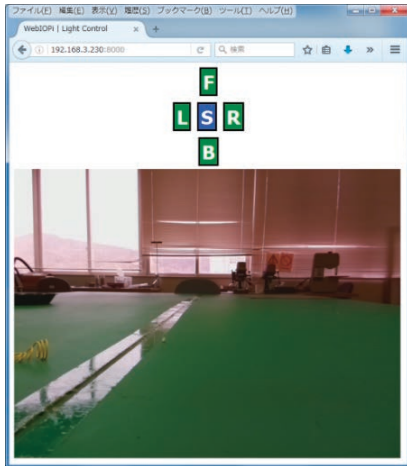 ファイル(F) 編集(E) 表示(V) 履歴(S) ブックマーク(B) ツール(T) ヘルプ(H)
WebIOPi | Light Control × +
192.168.3.230:8000 検索
F
L S R
B